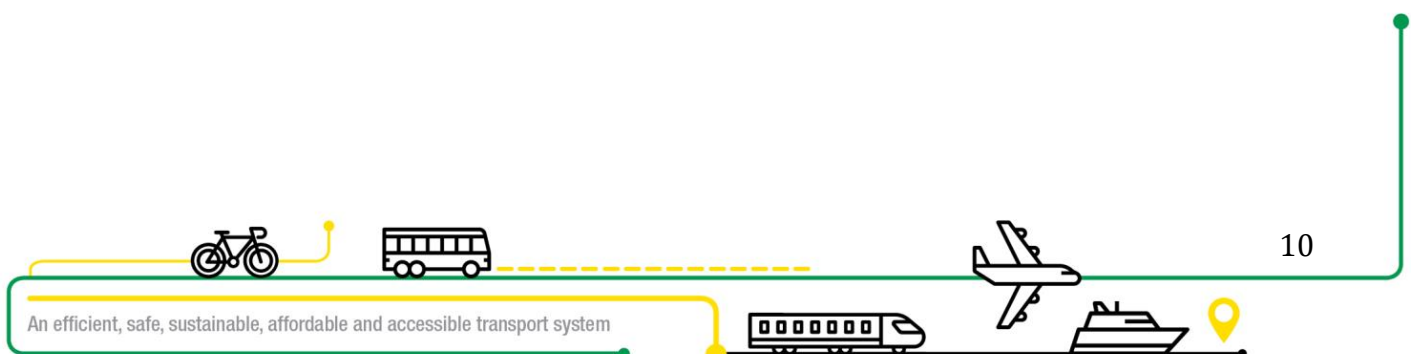 10
An efficient, safe, sustainable, affordable and accessible transport system